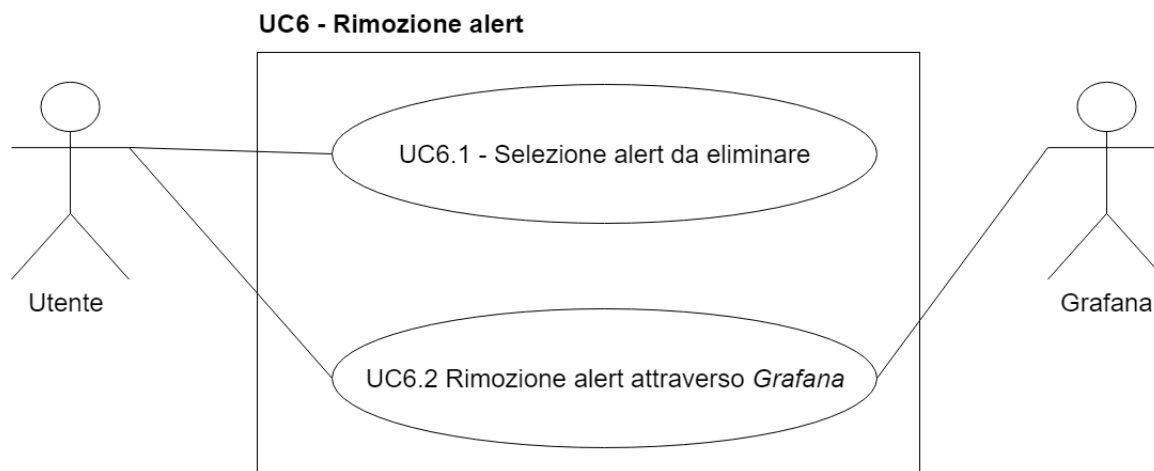 UC6 - Rimozione alert
UC6.1 - Selezione alert da eliminare
Utente
Grafana
UC6.2 Rimozione alert attraverso Grafana